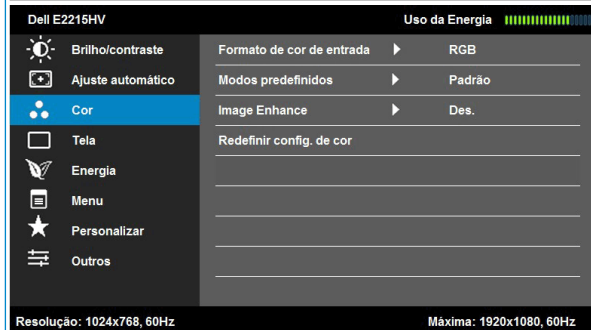 Dell E2215HV Uso da Energia
Brilho/contraste Formato de cor de entrada RGB
Ajuste automático Modos predefinidos Padrão
Cor Image Enhance Des.
Tela Redefinir config. de cor
Energia
Menu
Personalizar
Outros
Resolução: 1024x768, 60Hz Máxima: 1920x1080, 60Hz